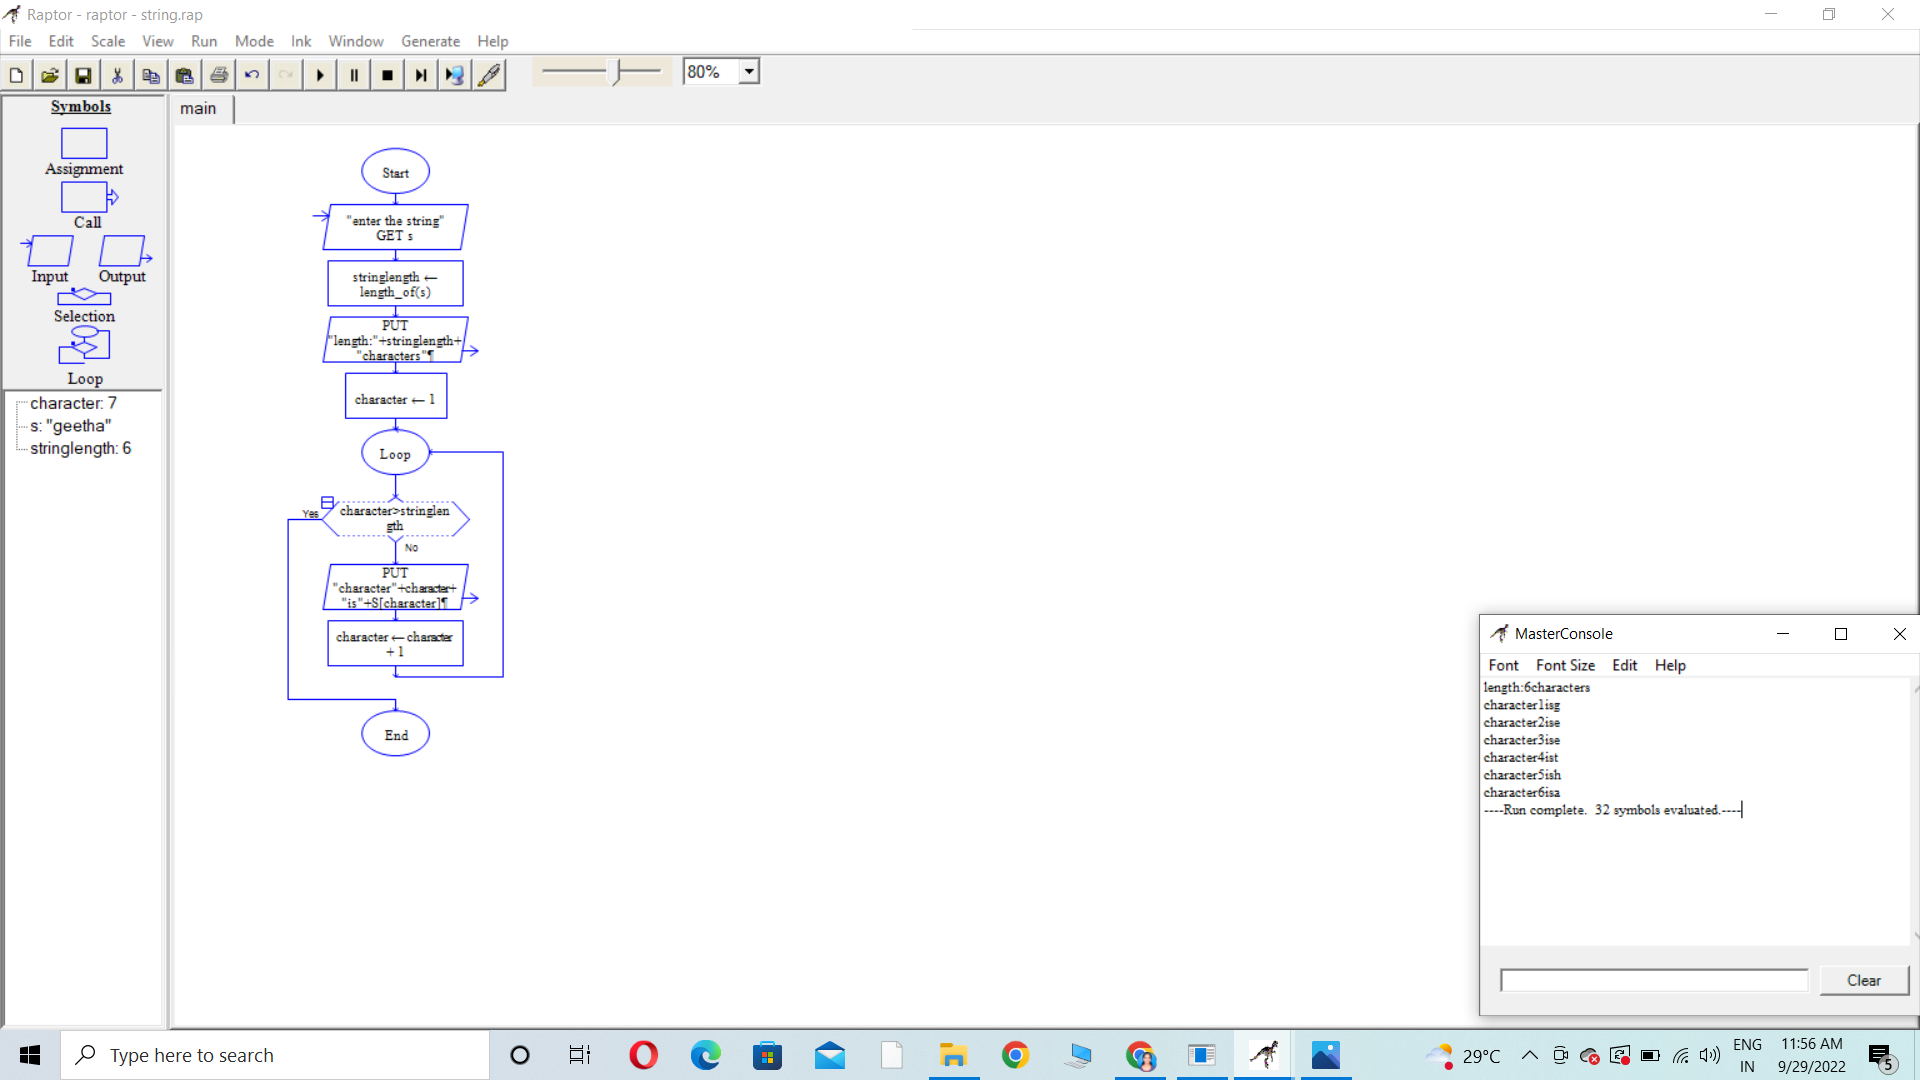 Raptor - raptor - string.rap
File Edit Scale View Run Mode Ink Window Generate Help
80%
Symbols
main
Assignment
Call
Input Output
Selection
Loop
character: 7
s: "geetha"
stringlength: 6
Start
"enter the string"
GET s
stringlength ←
length_of(s)
PUT
"length:"+stringlength+
"characters"¶
character ← 1
Loop
Yes
character>stringlen
gth
No
PUT
"character"+character+
"is"+S[character]¶
character ← character
+ 1
End
MasterConsole
Font Font Size Edit Help
length:6characters
character1isg
character2ise
character3ise
character4ist
character5ish
character6isa
----Run complete. 32 symbols evaluated.----
Clear
Type here to search
29°C
ENG
IN
11:56 AM
9/29/2022
5